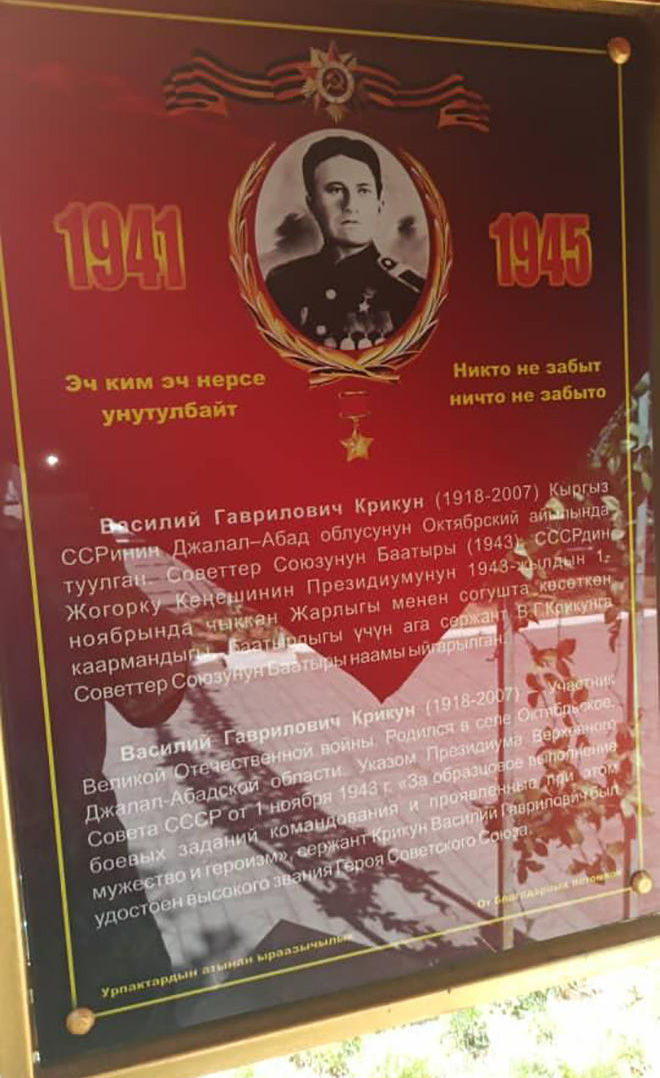 1941
1945
Эч ким эч нерсе
унутулбайт
Никто не забыт
ничто не забыто
Василий Гаврилович Крикун (1918-2007) Кыргыз
ССРинин Джалал–Абад облусунун Октябрский айылында
туулган. Советтер Союзунун Баатыры (1943). СССРдин
Жогорку Кеңешинин Президиумунун 1943-жылдын 1-
ноябрында чыккан Жарлыгы менен согушта көсөткөн
каармандыгы, баатырдыгы үчүн ага сержант В.Г.Крикунга
Советтер Союзунун Баатыры наамы ыйгарылган.
Василий Гаврилович Крикун (1918-2007) – Участник
Великой Отечественной войны. Родился в селе Октябрьское,
Джалал-Абадской области. Указом Президиума Верховного
Совета СССР от 1 ноября 1943 г. «За образцовое выполнение
боевых заданий командования и проявленные при этом
мужество и героизм», сержант Крикун Василий Гаврилович был
удостоен высокого звания Героя Советского Союза.
Урпактардын атынан ыраазычылык
От благодарных потомков